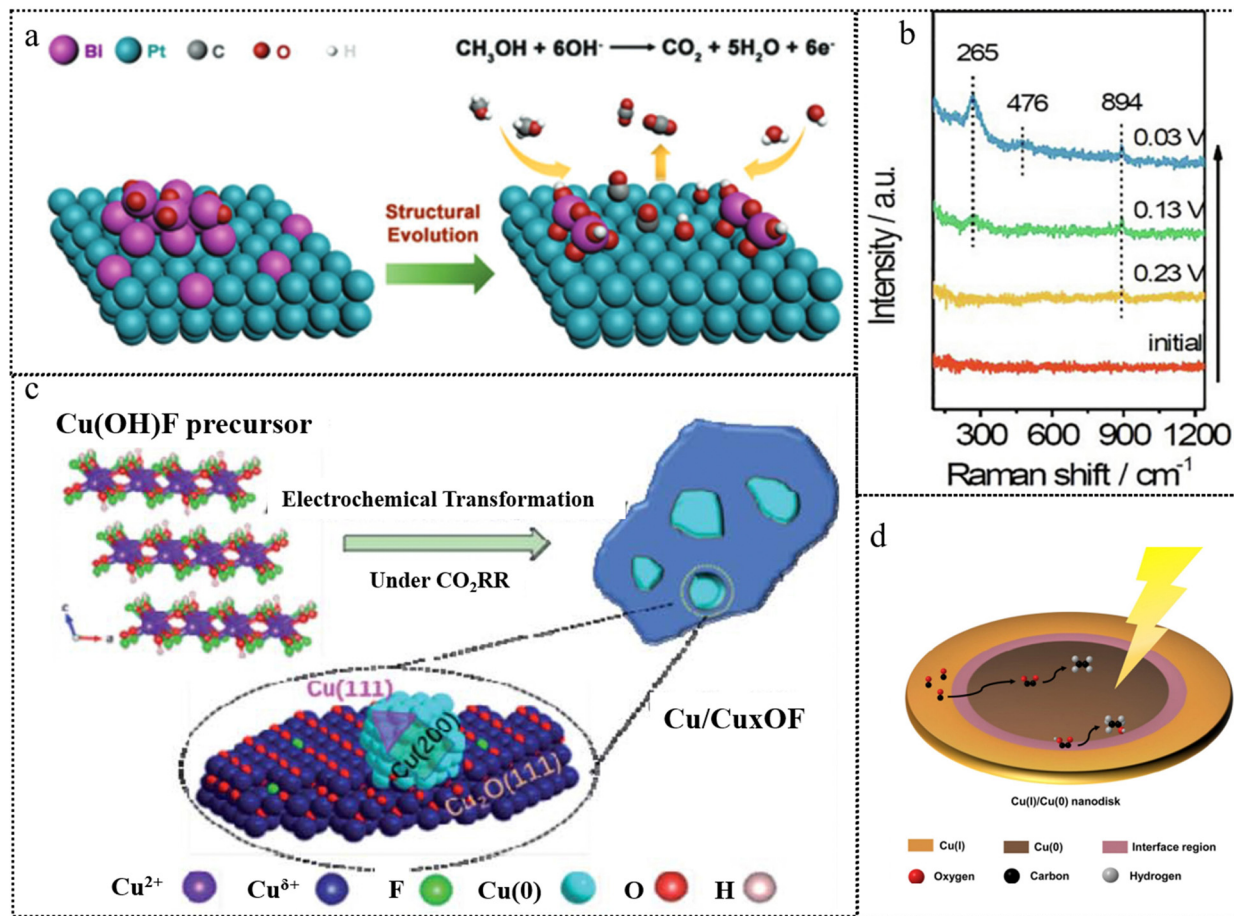 a
Bi Pt C O H
CH3OH + 6OH- ⟶ CO2 + 5H2O + 6e-
Structural
Evolution
b
265
476
894
0.03 V
0.13 V
0.23 V
initial
Intensity / a.u.
300 600 900 1200
Raman shift / cm-1
c
Cu(OH)F precursor
Electrochemical Transformation
Under CO2RR
c
a
Cu(111)
Cu(200)
Cu2O(111)
Cu/CuxOF
Cu2+ Cuδ+ F Cu(0) O H
d
Cu(I)/Cu(0) nanodisk
Cu(I) Cu(0) Interface region
Oxygen Carbon Hydrogen